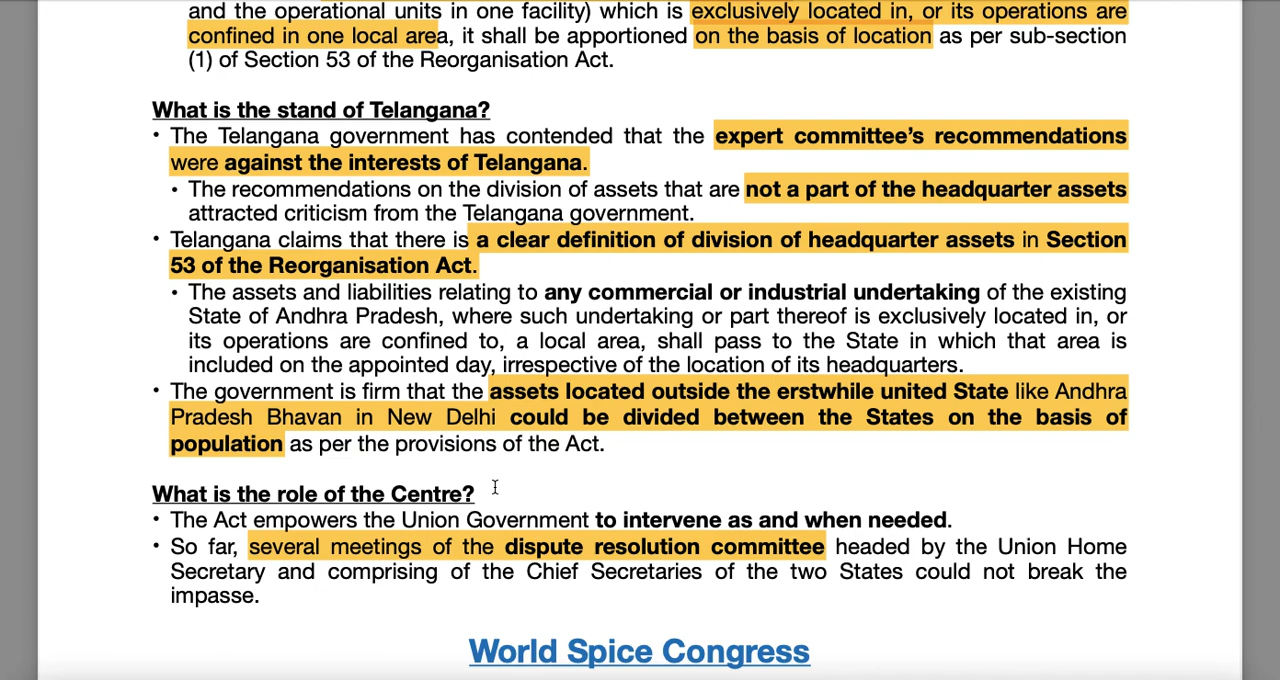 and the operational units in one facility) which is exclusively located in, or its operations are
confined in one local area, it shall be apportioned on the basis of location as per sub-section
(1) of Section 53 of the Reorganisation Act.
What is the stand of Telangana?
• The Telangana government has contended that the expert committee's recommendations
were against the interests of Telangana.
• The recommendations on the division of assets that are not a part of the headquarter assets
attracted criticism from the Telangana government.
• Telangana claims that there is a clear definition of division of headquarter assets in Section
53 of the Reorganisation Act.
• The assets and liabilities relating to any commercial or industrial undertaking of the existing
State of Andhra Pradesh, where such undertaking or part thereof is exclusively located in, or
its operations are confined to, a local area, shall pass to the State in which that area is
included on the appointed day, irrespective of the location of its headquarters.
• The government is firm that the assets located outside the erstwhile united State like Andhra
Pradesh Bhavan in New Delhi could be divided between the States on the basis of
population as per the provisions of the Act.
What is the role of the Centre?
• The Act empowers the Union Government to intervene as and when needed.
• So far, several meetings of the dispute resolution committee headed by the Union Home
Secretary and comprising of the Chief Secretaries of the two States could not break the
impasse.
World Spice Congress